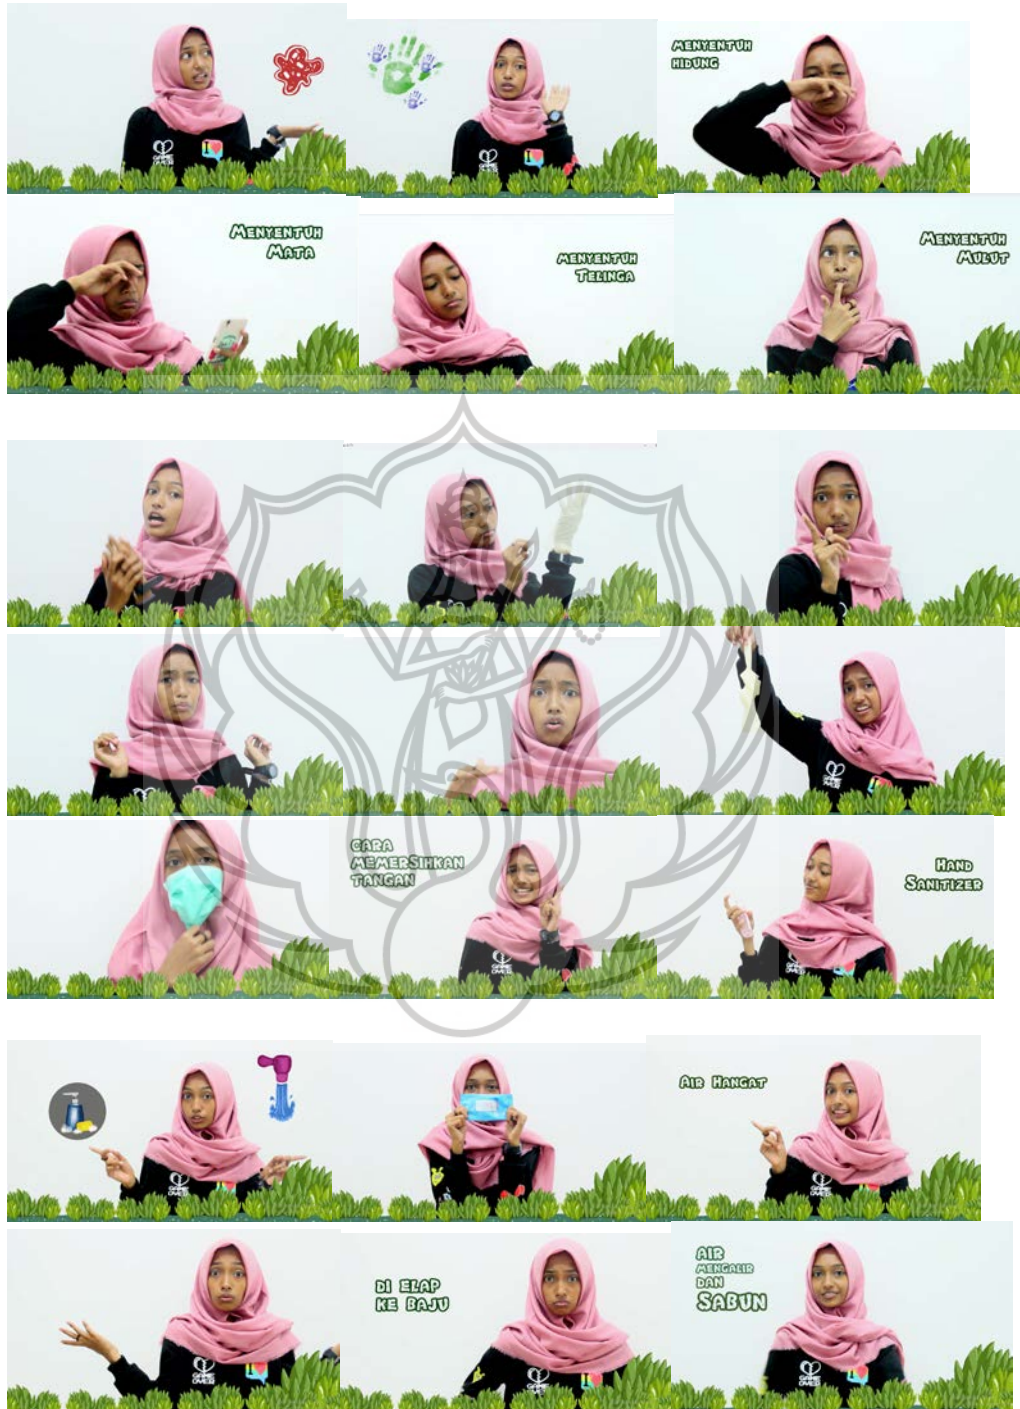 MENYENTUH
HIDUNG
MENYENTUH
MATA
MENYENTUH
TELINGA
MENYENTUH
MULUT
CARA
MEMERSIHKAN
TANGAN
HAND
SANITIZER
AIR HANGAT
DI ELAP
KE BAJU
AIR
MENGALIR
DAN
SABUN